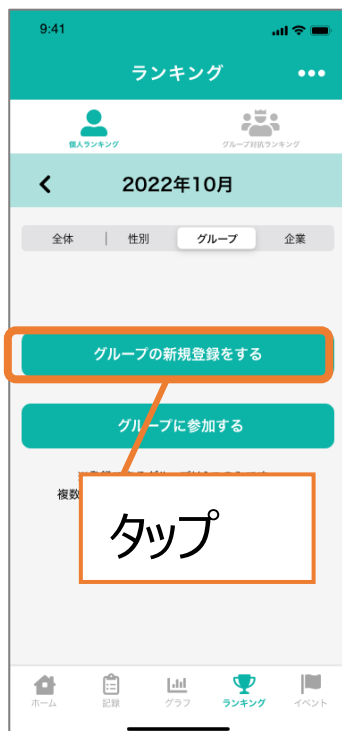 9:41
ランキング
個人ランキング
グループ対抗ランキング
2022年10月
全体
性別
グループ
企業
グループの新規登録をする
グループに参加する
複数
タップ
ホーム
記録
グラフ
ランキング
イベント